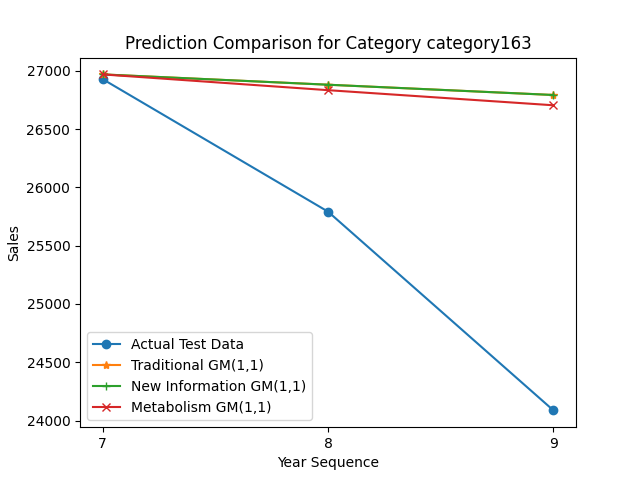 Prediction Comparison for Category category163
27000
26500
26000
25500
25000
24500
24000
Sales
Actual Test Data
Traditional GM(1,1)
New Information GM(1,1)
Metabolism GM(1,1)
7
8
9
Year Sequence